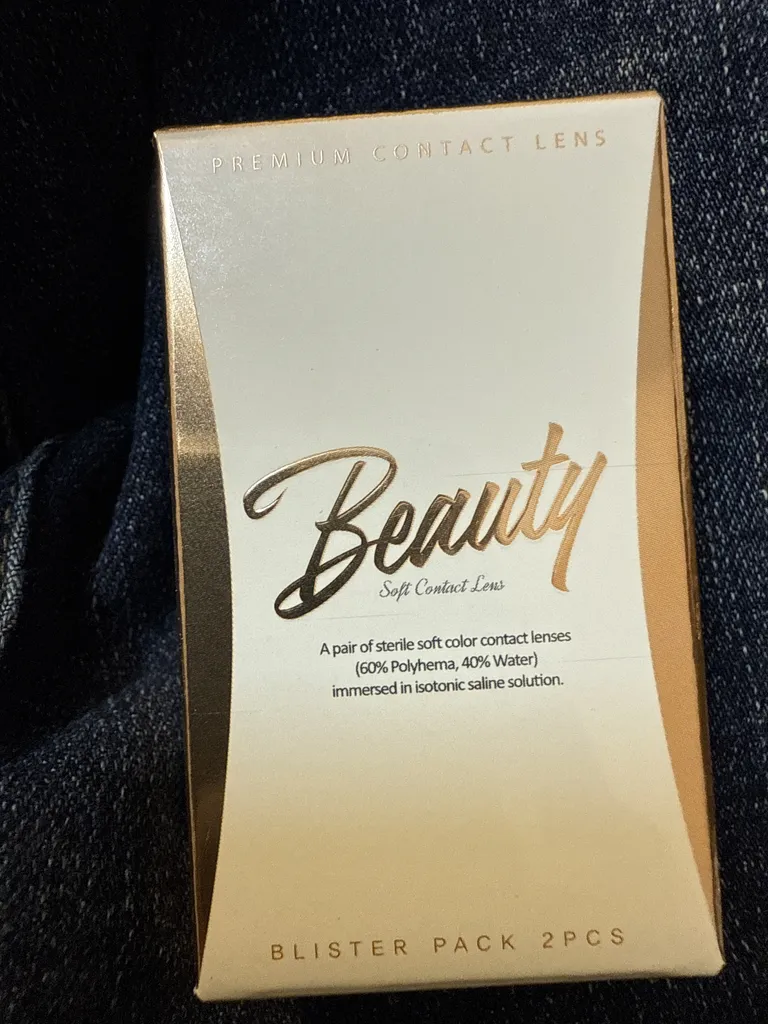 PREMIUM CONTACT LENS
Beauty
Soft Contact Lens
A pair of sterile soft color contact lenses
(60% Polyhema, 40% Water)
immersed in isotonic saline solution.
BLISTER PACK 2PCS